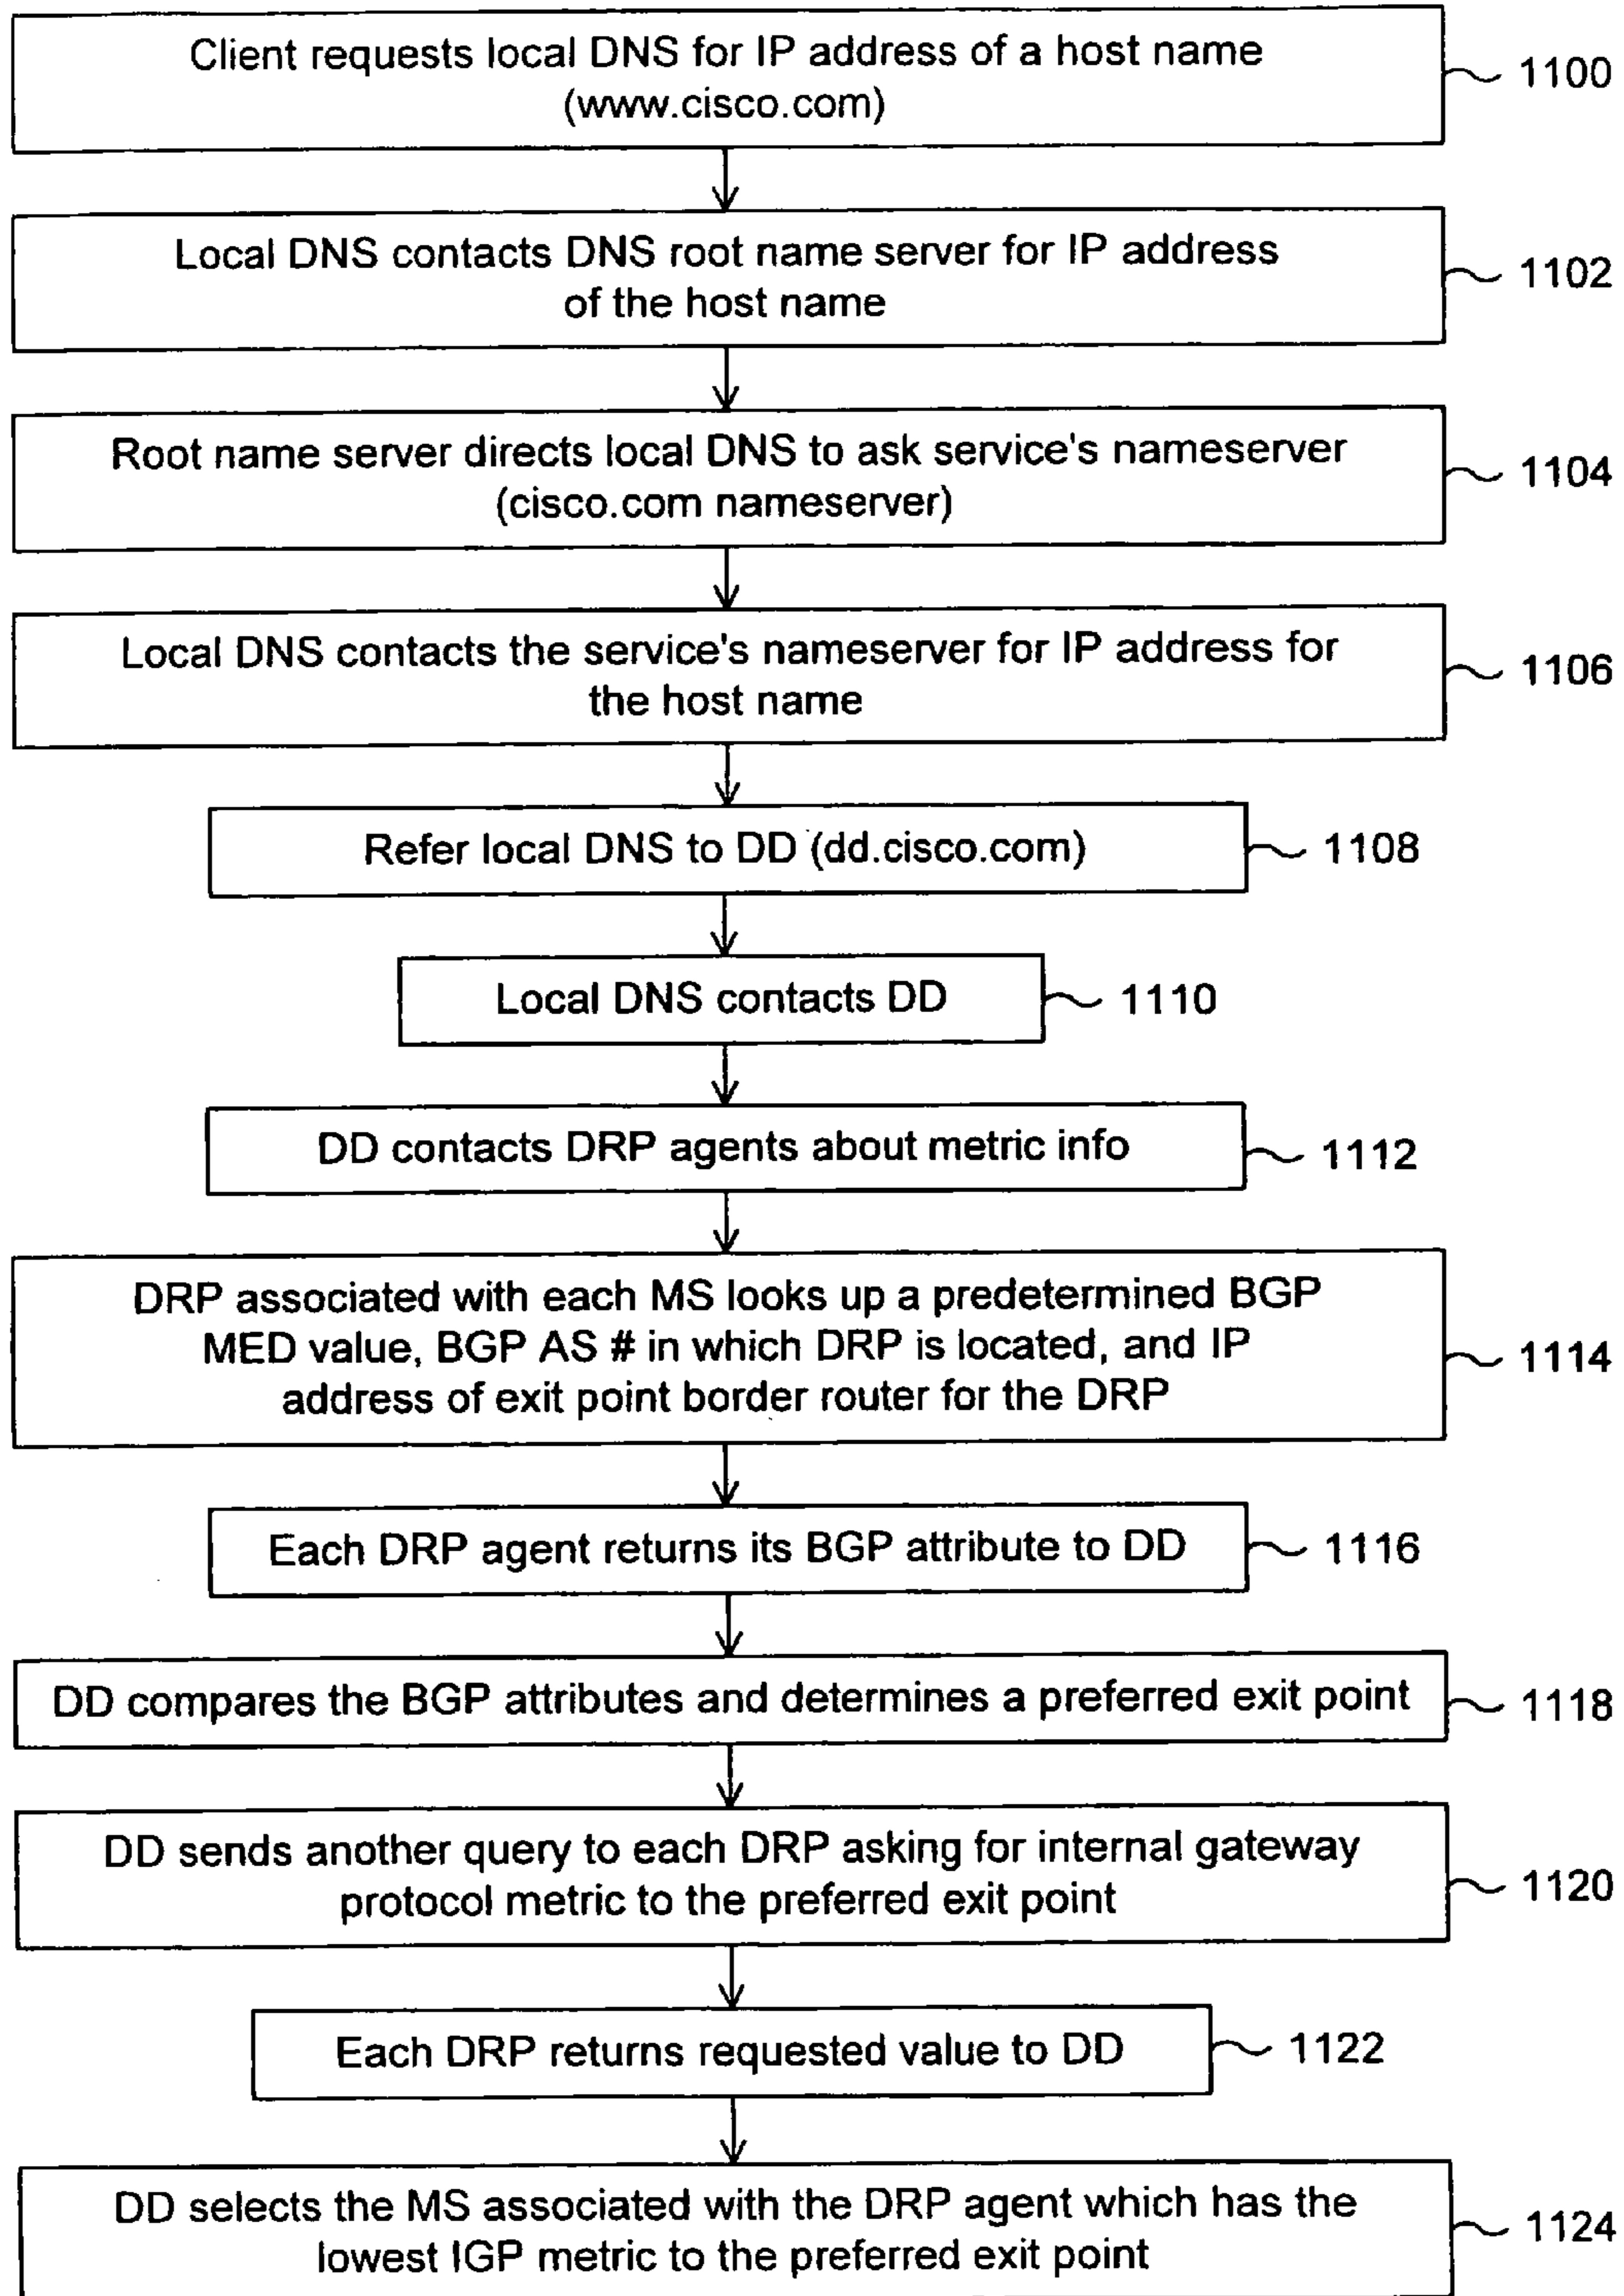 Client requests local DNS for IP address of a host name
(www.cisco.com)
1100
Local DNS contacts DNS root name server for IP address
of the host name
1102
Root name server directs local DNS to ask service's nameserver
(cisco.com nameserver)
1104
Local DNS contacts the service's nameserver for IP address for
the host name
1106
Refer local DNS to DD (dd.cisco.com)
1108
Local DNS contacts DD
1110
DD contacts DRP agents about metric info
1112
DRP associated with each MS looks up a predetermined BGP
MED value, BGP AS # in which DRP is located, and IP
address of exit point border router for the DRP
1114
Each DRP agent returns its BGP attribute to DD
1116
DD compares the BGP attributes and determines a preferred exit point
1118
DD sends another query to each DRP asking for internal gateway
protocol metric to the preferred exit point
1120
Each DRP returns requested value to DD
1122
DD selects the MS associated with the DRP agent which has the
lowest IGP metric to the preferred exit point
1124